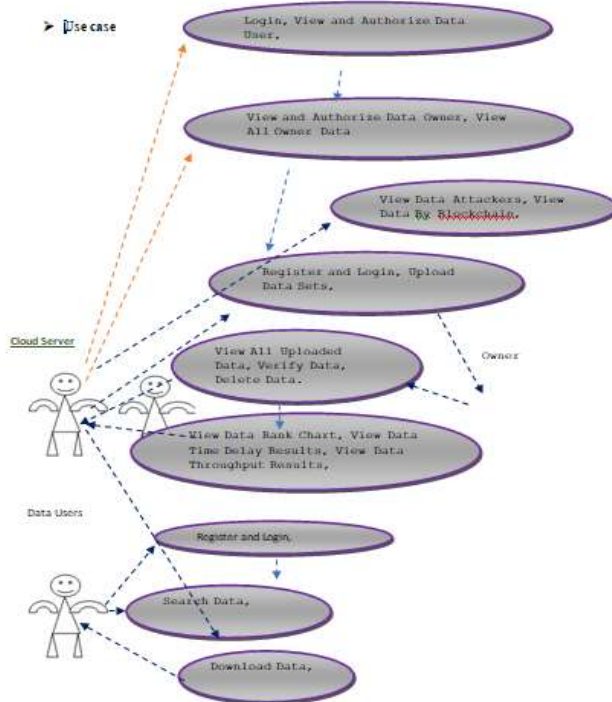 ➤ Use case
Login, View and Authorize Data
User,
View and Authorize Data Owner, View
All Owner Data
View Data Attackers, View
Data By Blockchain,
Register and Login, Upload
Data Sets,
Cloud Server
View All Uploaded
Data, Verify Data,
Delete Data.
Owner
View Data Rank Chart, View Data
Time Delay Results, View Data
Throughput Results,
Data Users
Register and Login,
Search Data,
Download Data,